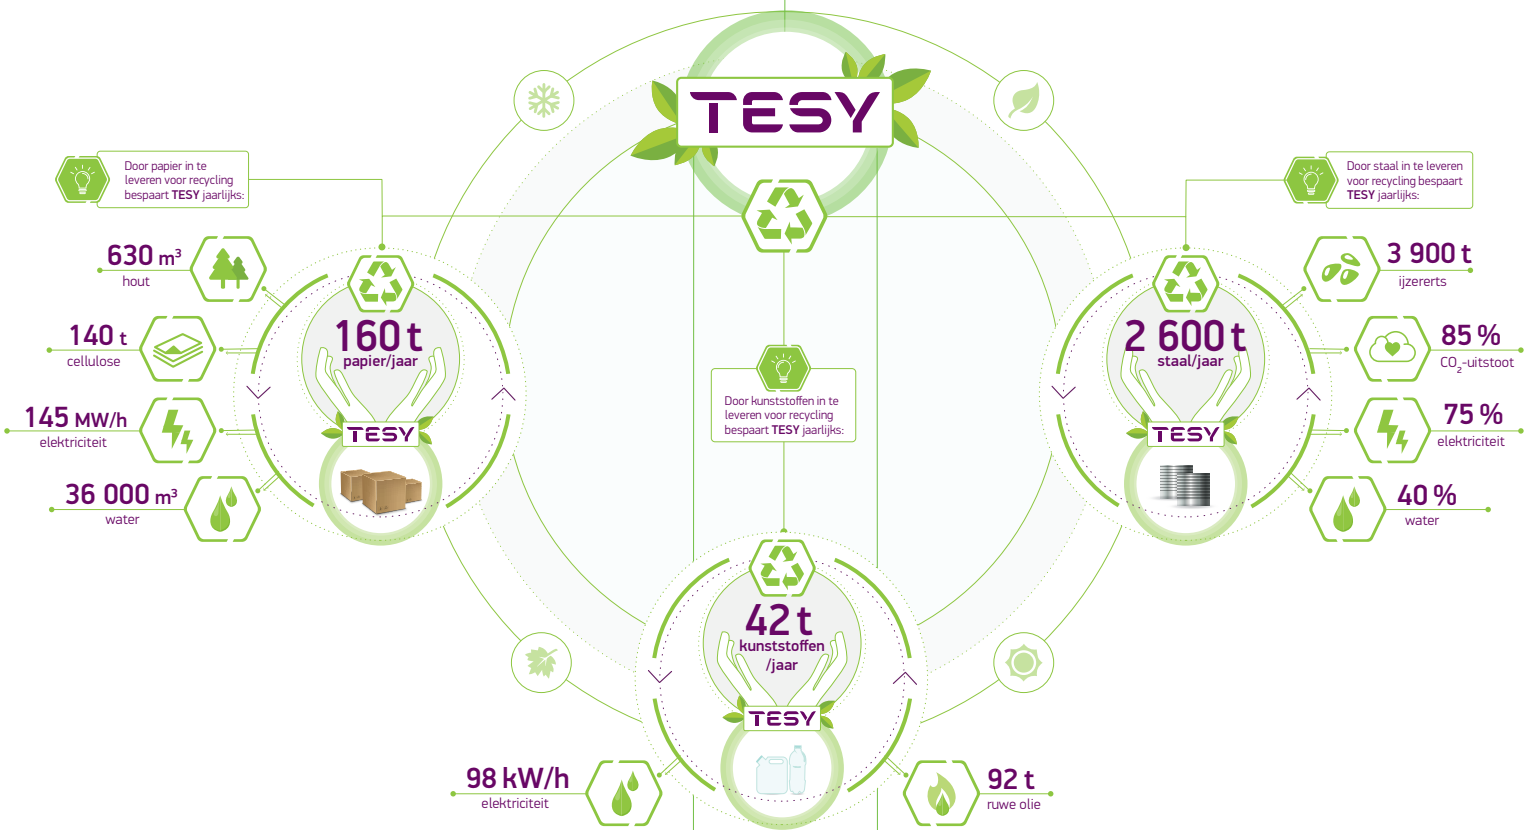 TESY
Door papier in te
leveren voor recycling
bespaart TESY jaarlijks:
630 m³
hout
140 t
cellulose
145 MW/h
elektriciteit
36 000 m³
water
160 t
papier/jaar
TESY
Door kunststoffen in te
leveren voor recycling
bespaart TESY jaarlijks:
42 t
kunststoffen
/jaar
TESY
98 kW/h
elektriciteit
92 t
ruwe olie
Door staal in te leveren
voor recycling bespaart
TESY jaarlijks:
2 600 t
staal/jaar
TESY
3 900 t
ijzererts
85 %
CO₂-uitstoot
75 %
elektriciteit
40 %
water